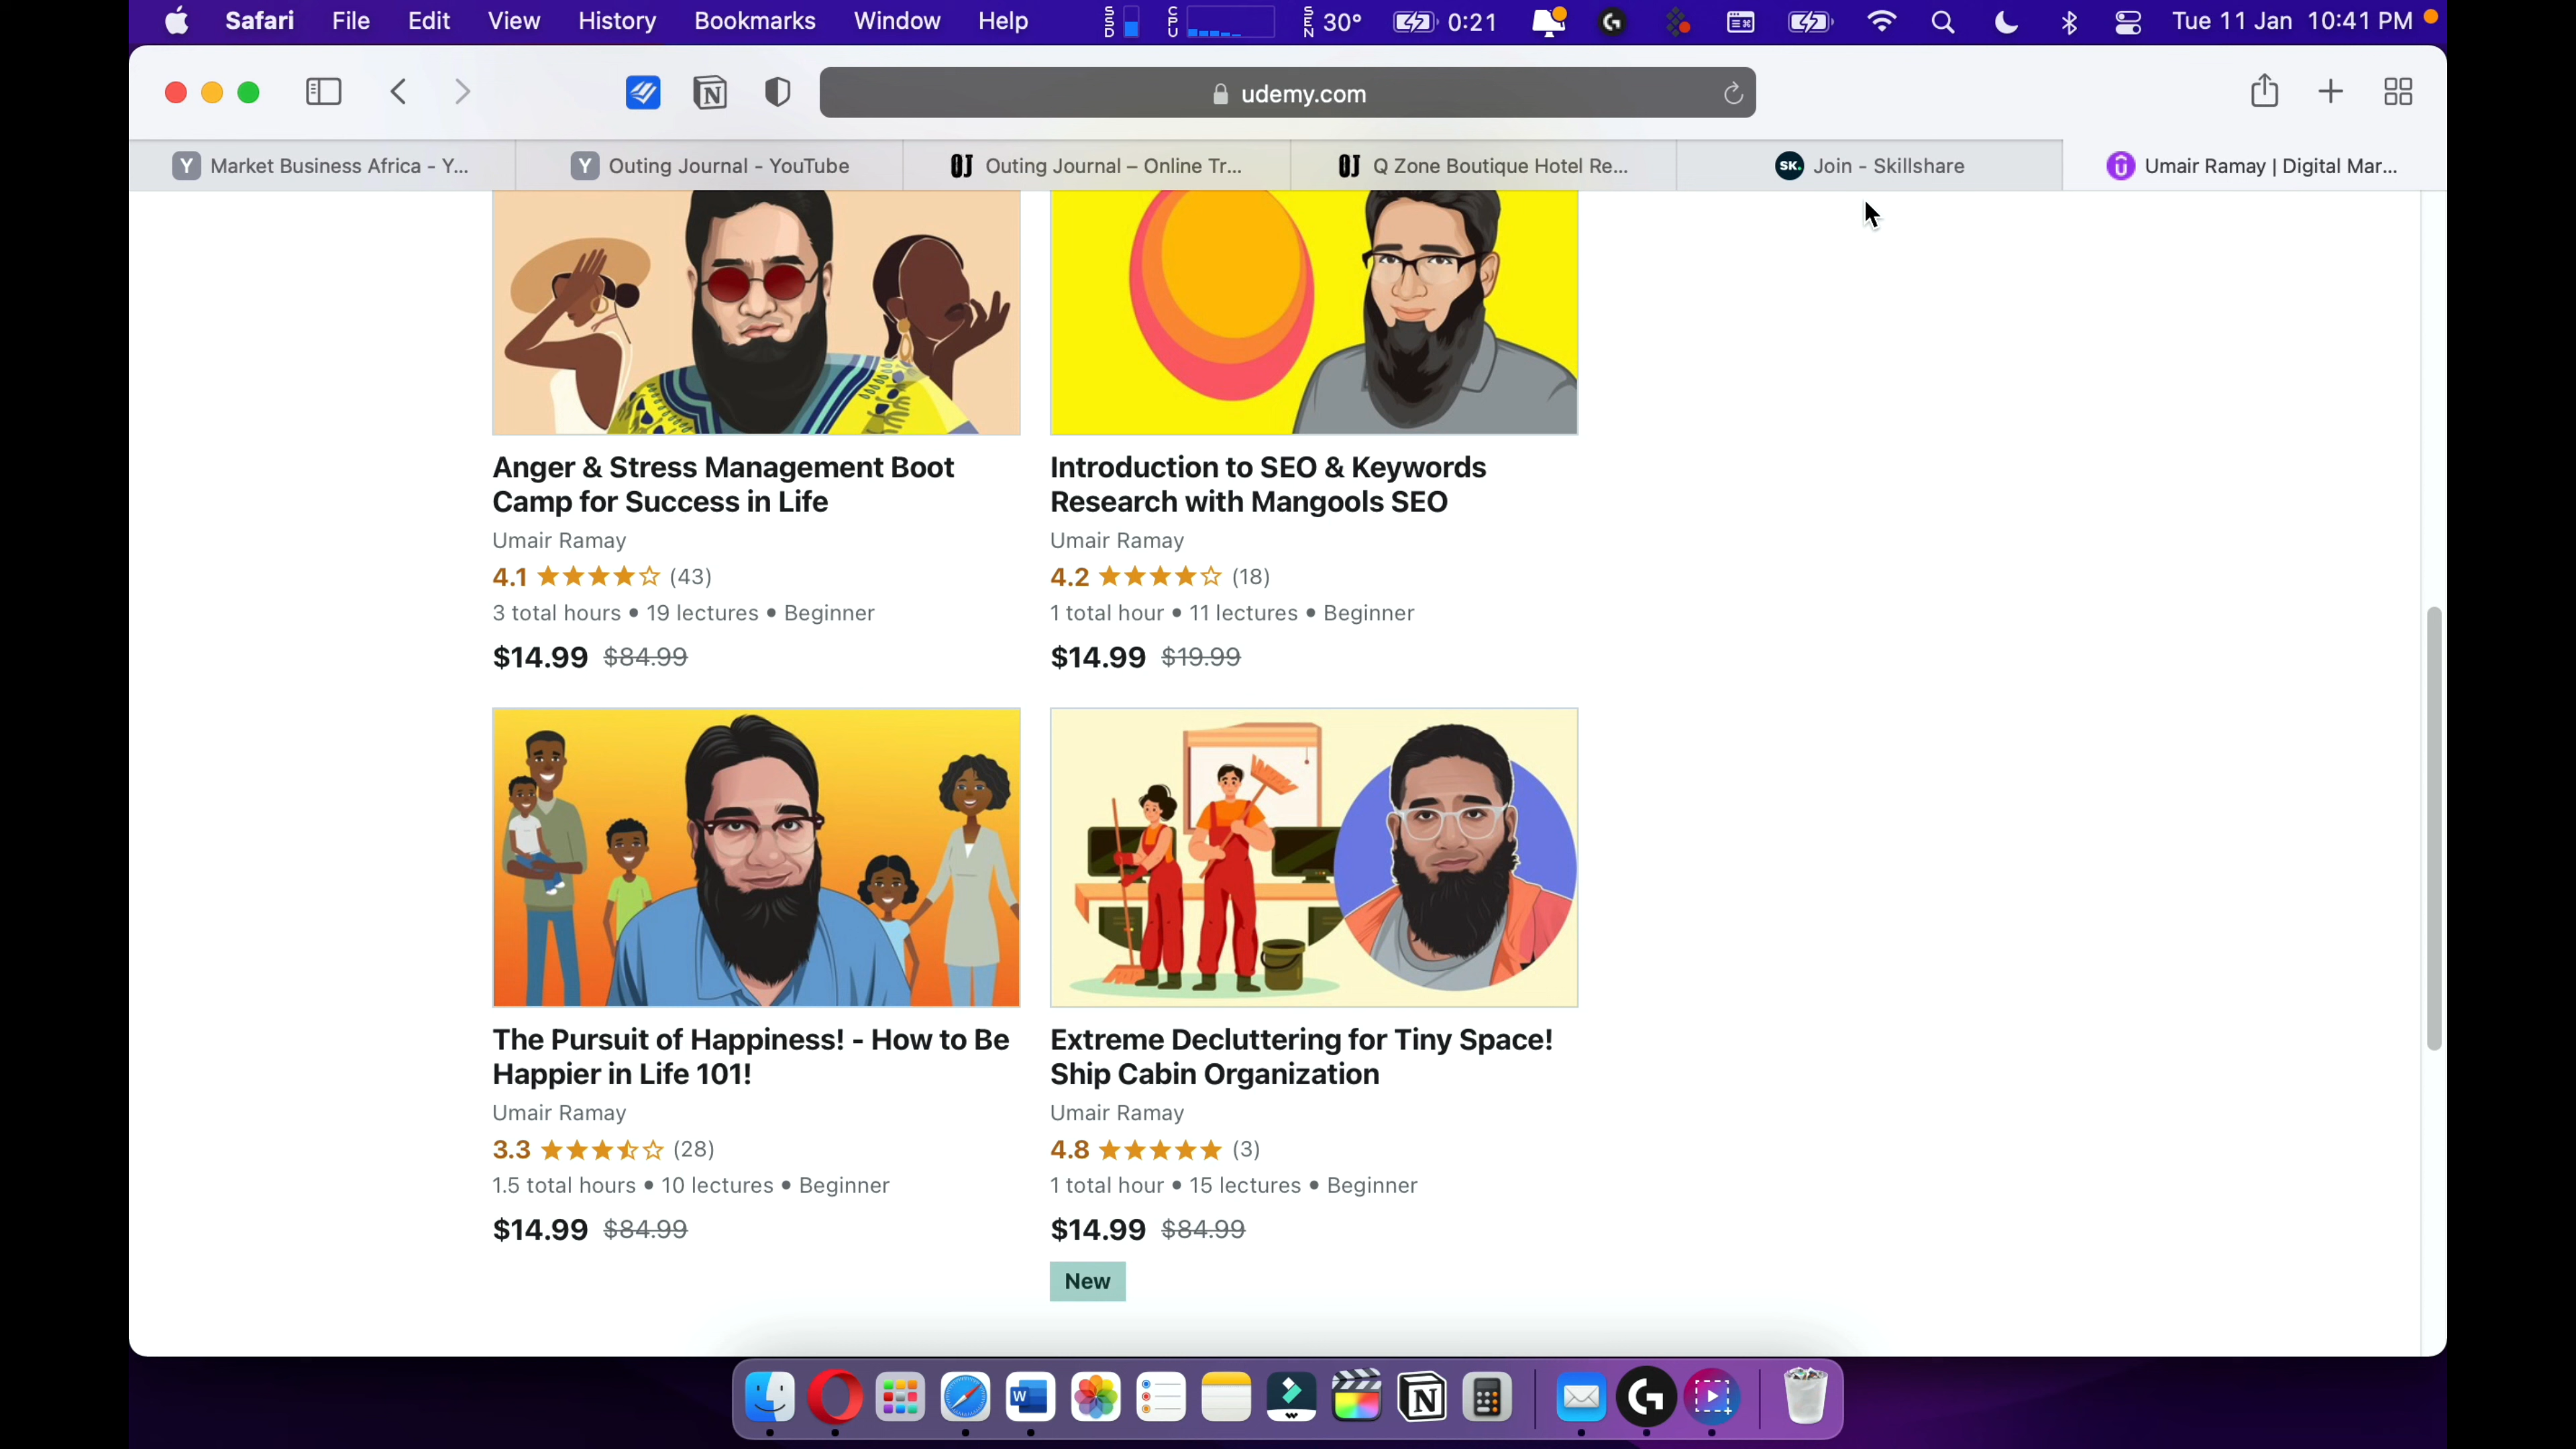 Safari File Edit View History Bookmarks Window Help SSD CPU SEN 30° 0:21 Tue 11 Jan 10:41 PM
udemy.com
Y Market Business Africa - Y... Y Outing Journal - YouTube OJ Outing Journal – Online Tr... OJ Q Zone Boutique Hotel Re... SK. Join - Skillshare Umair Ramay | Digital Mar...
Anger & Stress Management Boot
Camp for Success in Life
Umair Ramay
4.1 (43)
3 total hours • 19 lectures • Beginner
$14.99 $84.99
Introduction to SEO & Keywords
Research with Mangools SEO
Umair Ramay
4.2 (18)
1 total hour • 11 lectures • Beginner
$14.99 $19.99
The Pursuit of Happiness! - How to Be
Happier in Life 101!
Umair Ramay
3.3 (28)
1.5 total hours • 10 lectures • Beginner
$14.99 $84.99
Extreme Decluttering for Tiny Space!
Ship Cabin Organization
Umair Ramay
4.8 (3)
1 total hour • 15 lectures • Beginner
$14.99 $84.99
New